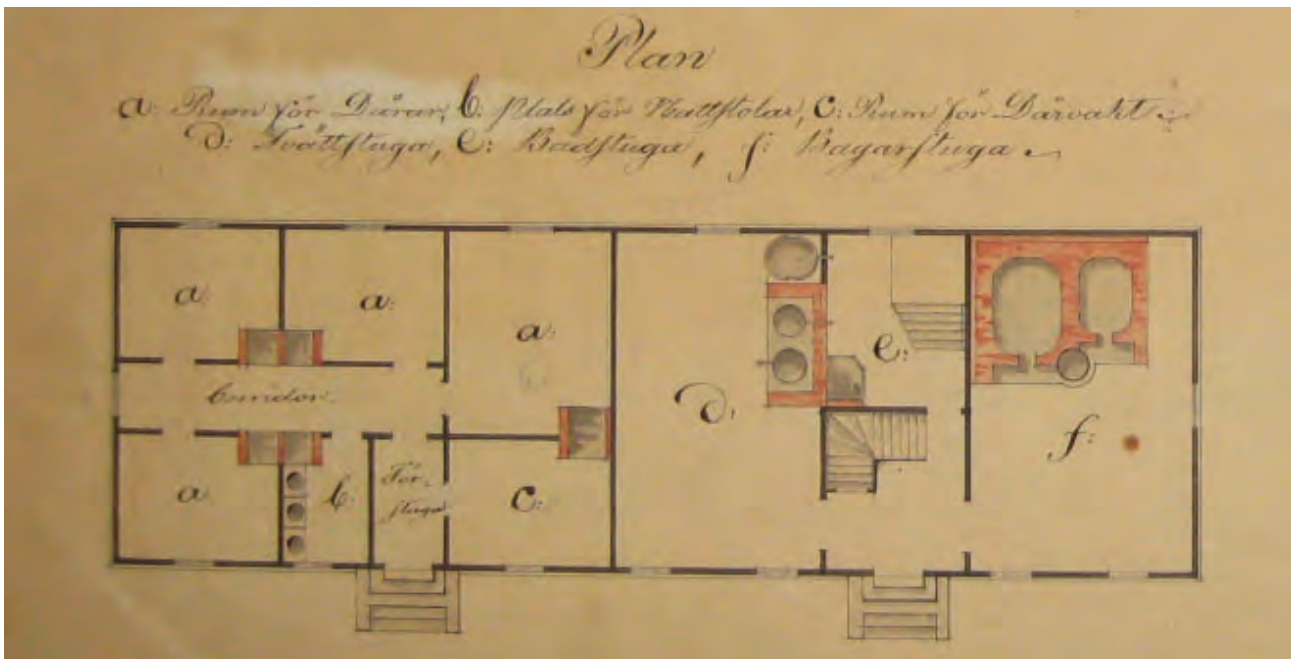 Plan
a: Rum för Dårar, b: Plats för Nattstolar, c: Rum för Dårvakt
d: Tvättstuga, e: Badstuga, f: Bagarstuga.
a:
a:
a:
e:
Corridor.
d:
f:
a:
b:
För-
stuga
c: